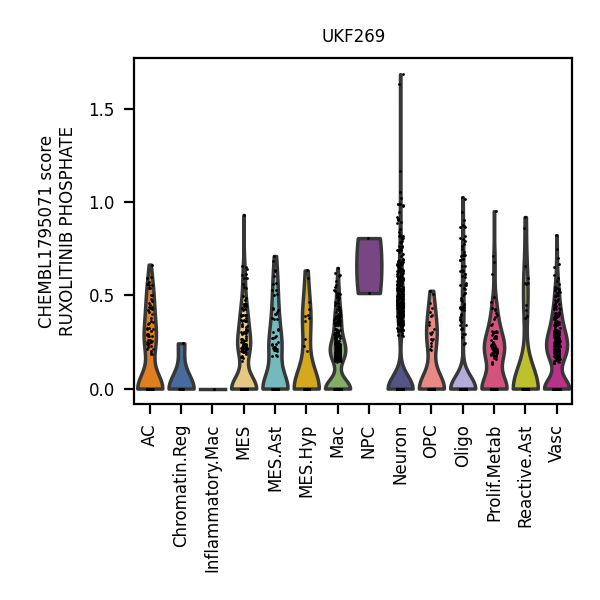 UKF269
CHEMBL1795071 score
RUXOLITINIB PHOSPHATE
1.5
1.0
0.5
0.0
AC
Chromatin.Reg
Inflammatory.Mac
MES
MES.Ast
MES.Hyp
Mac
NPC
Neuron
OPC
Oligo
Prolif.Metab
Reactive.Ast
Vasc